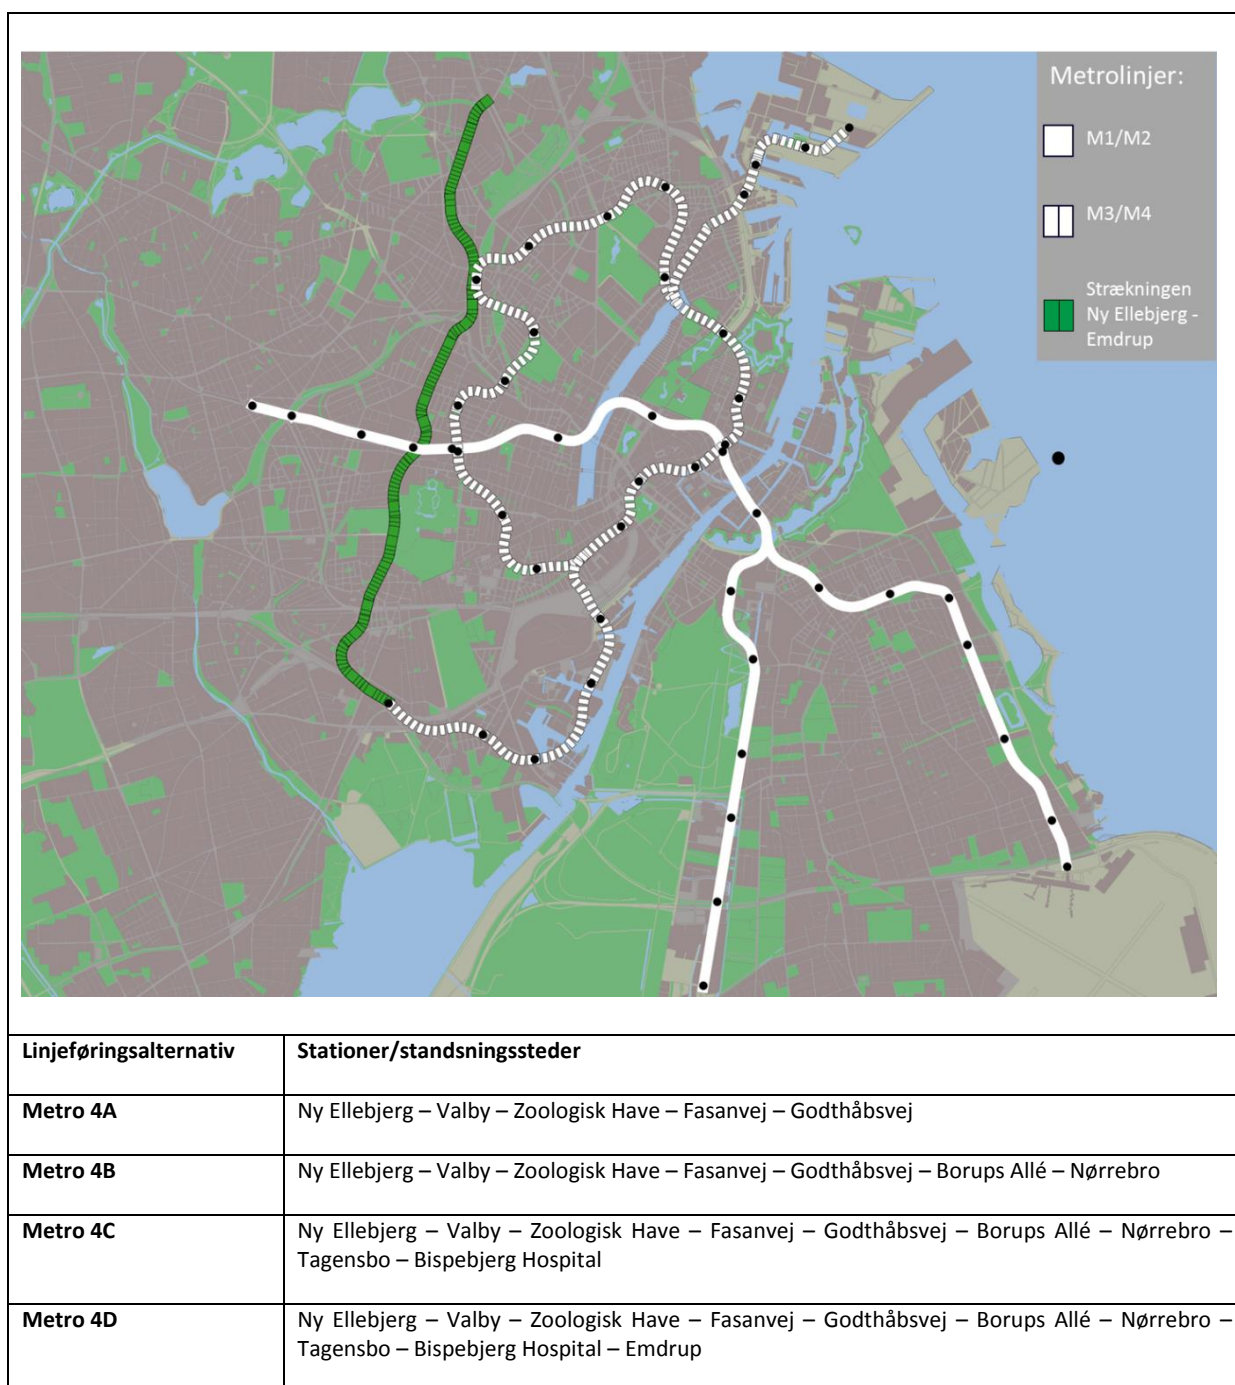 Metrolinjer:
M1/M2
M3/M4
Strækningen
Ny Ellebjerg -
Emdrup
Linjeføringsalternativ Stationer/standsningssteder
Metro 4A Ny Ellebjerg – Valby – Zoologisk Have – Fasanvej – Godthåbsvej
Metro 4B Ny Ellebjerg – Valby – Zoologisk Have – Fasanvej – Godthåbsvej – Borups Allé – Nørrebro
Metro 4C Ny Ellebjerg – Valby – Zoologisk Have – Fasanvej – Godthåbsvej – Borups Allé – Nørrebro –
Tagensbo – Bispebjerg Hospital
Metro 4D Ny Ellebjerg – Valby – Zoologisk Have – Fasanvej – Godthåbsvej – Borups Allé – Nørrebro –
Tagensbo – Bispebjerg Hospital – Emdrup